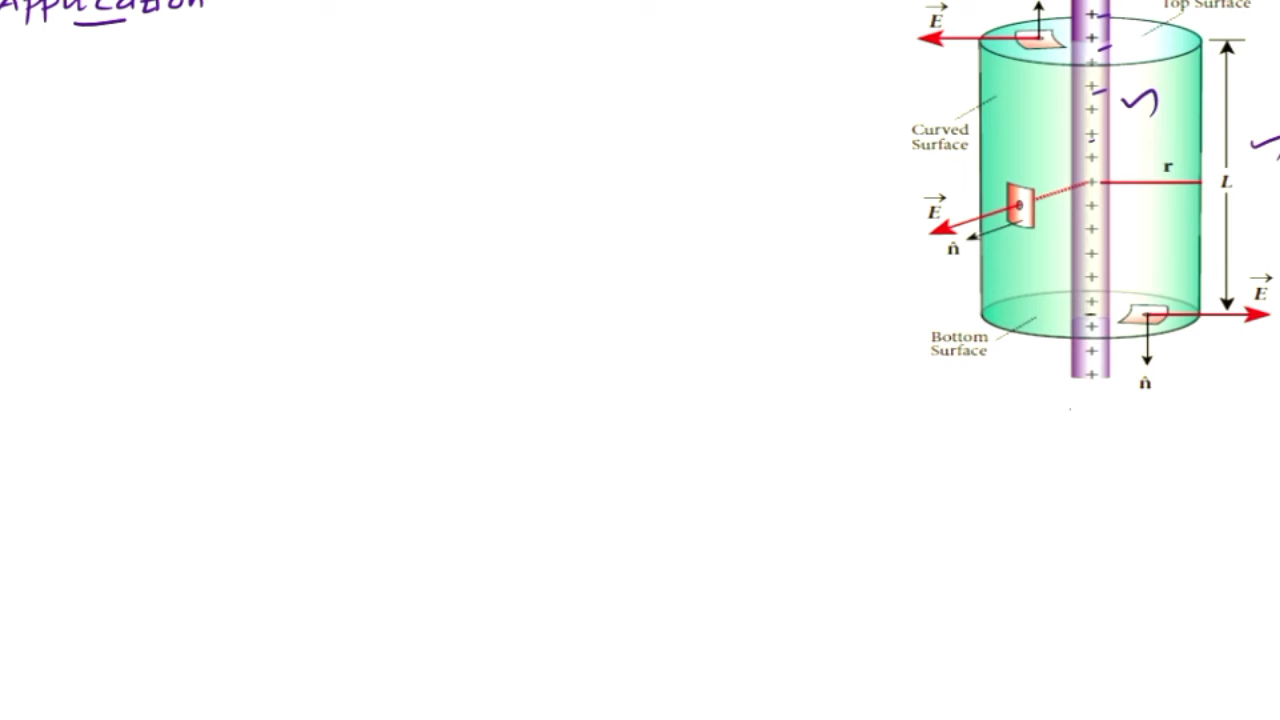 Application
Top Surface
E
Curved
Surface
r
L
E
n̂
E
Bottom
Surface
n̂